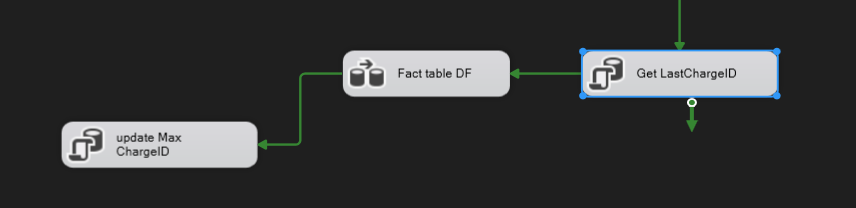 Fact table DF
Get LastChargeID
update Max
ChargeID